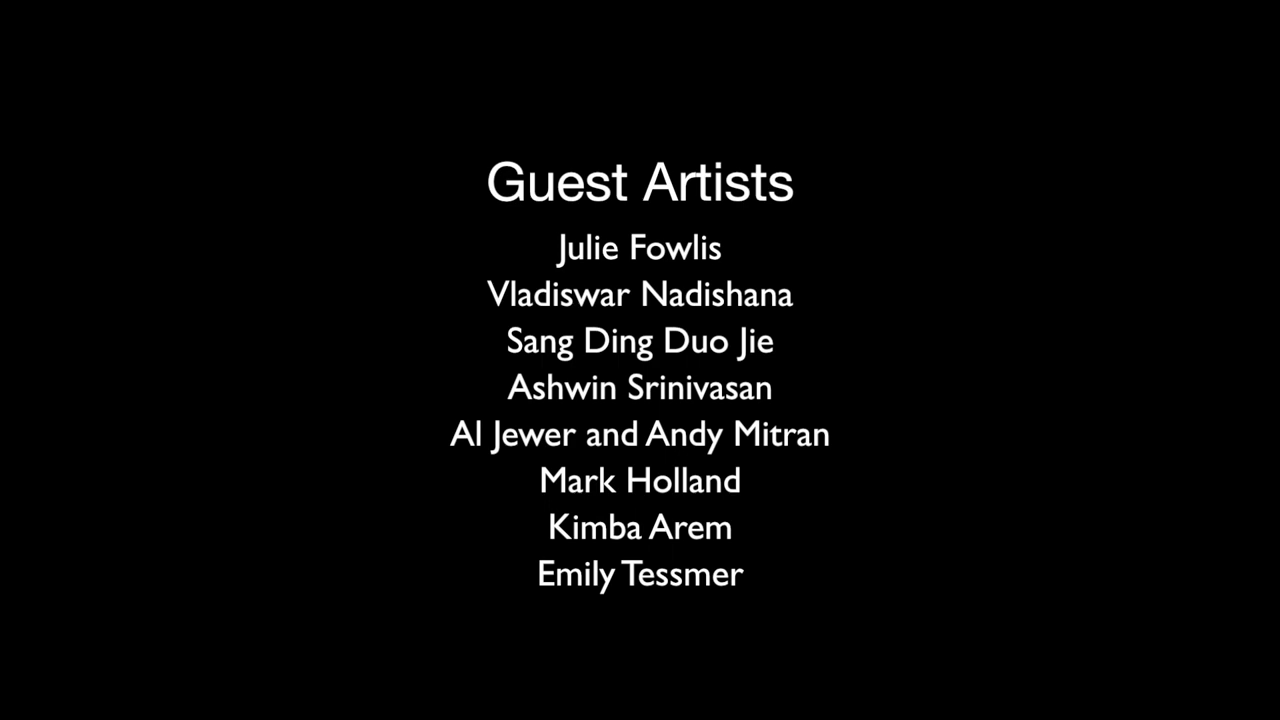 Guest Artists
Julie Fowlis
Vladiswar Nadishana
Sang Ding Duo Jie
Ashwin Srinivasan
Al Jewer and Andy Mitran
Mark Holland
Kimba Arem
Emily Tessmer